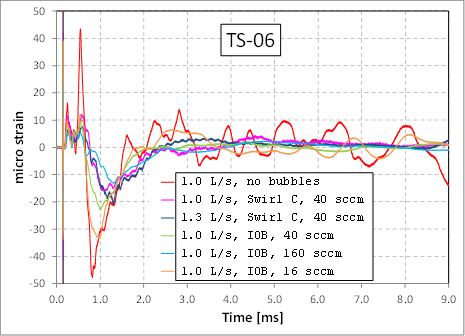 TS-06
micro strain
50
40
30
20
10
0
-10
-20
-30
-40
-50
1.0 L/s, no bubbles
1.0 L/s, Swirl C, 40 sccm
1.3 L/s, Swirl C, 40 sccm
1.0 L/s, IOB, 40 sccm
1.0 L/s, IOB, 160 sccm
1.0 L/s, IOB, 16 sccm
0.0 1.0 2.0 3.0 4.0 5.0 6.0 7.0 8.0 9.0
Time [ms]